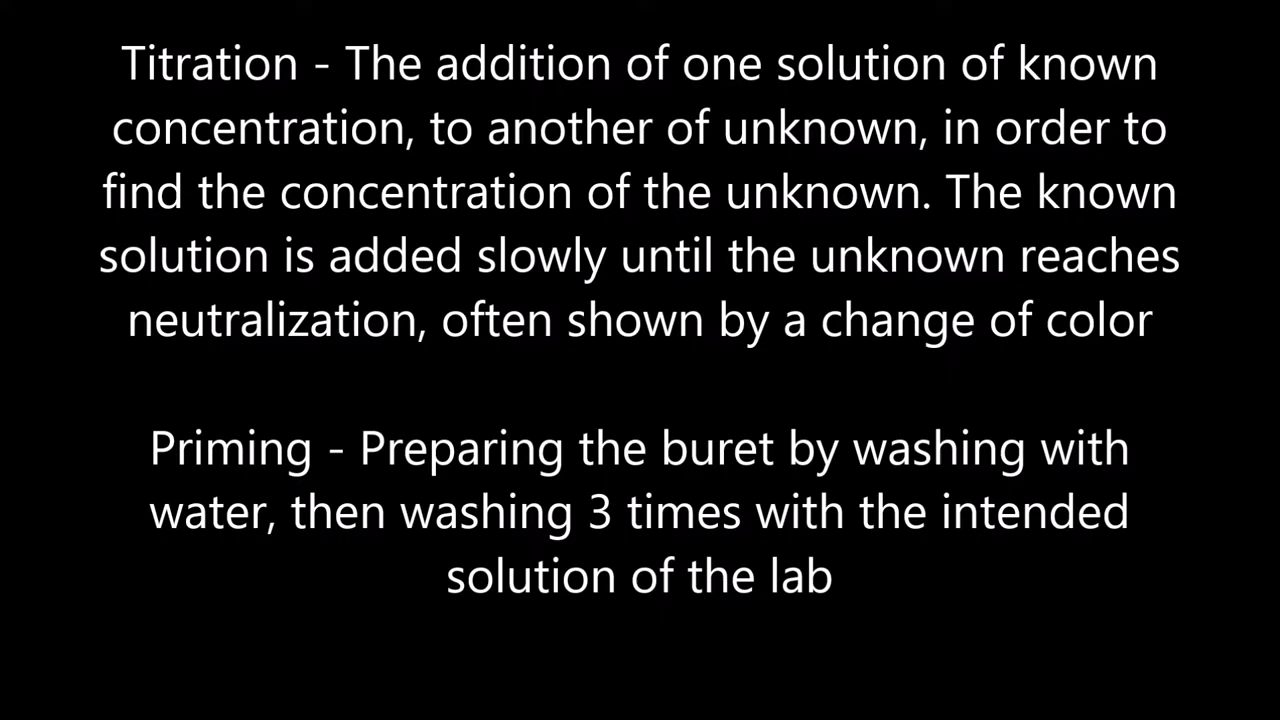 Titration - The addition of one solution of known
concentration, to another of unknown, in order to
find the concentration of the unknown. The known
solution is added slowly until the unknown reaches
neutralization, often shown by a change of color
Priming - Preparing the buret by washing with
water, then washing 3 times with the intended
solution of the lab